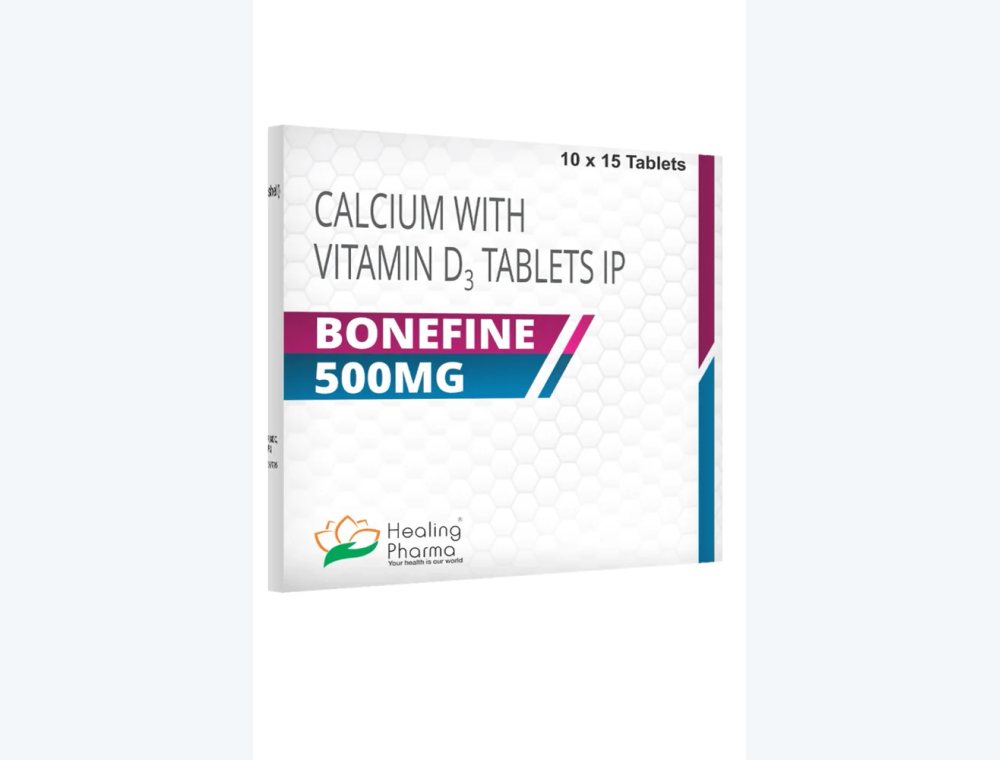 10 x 15 Tablets
CALCIUM WITH
VITAMIN D₃ TABLETS IP
BONEFINE
500MG
Healing®
Pharma
Your health is our world